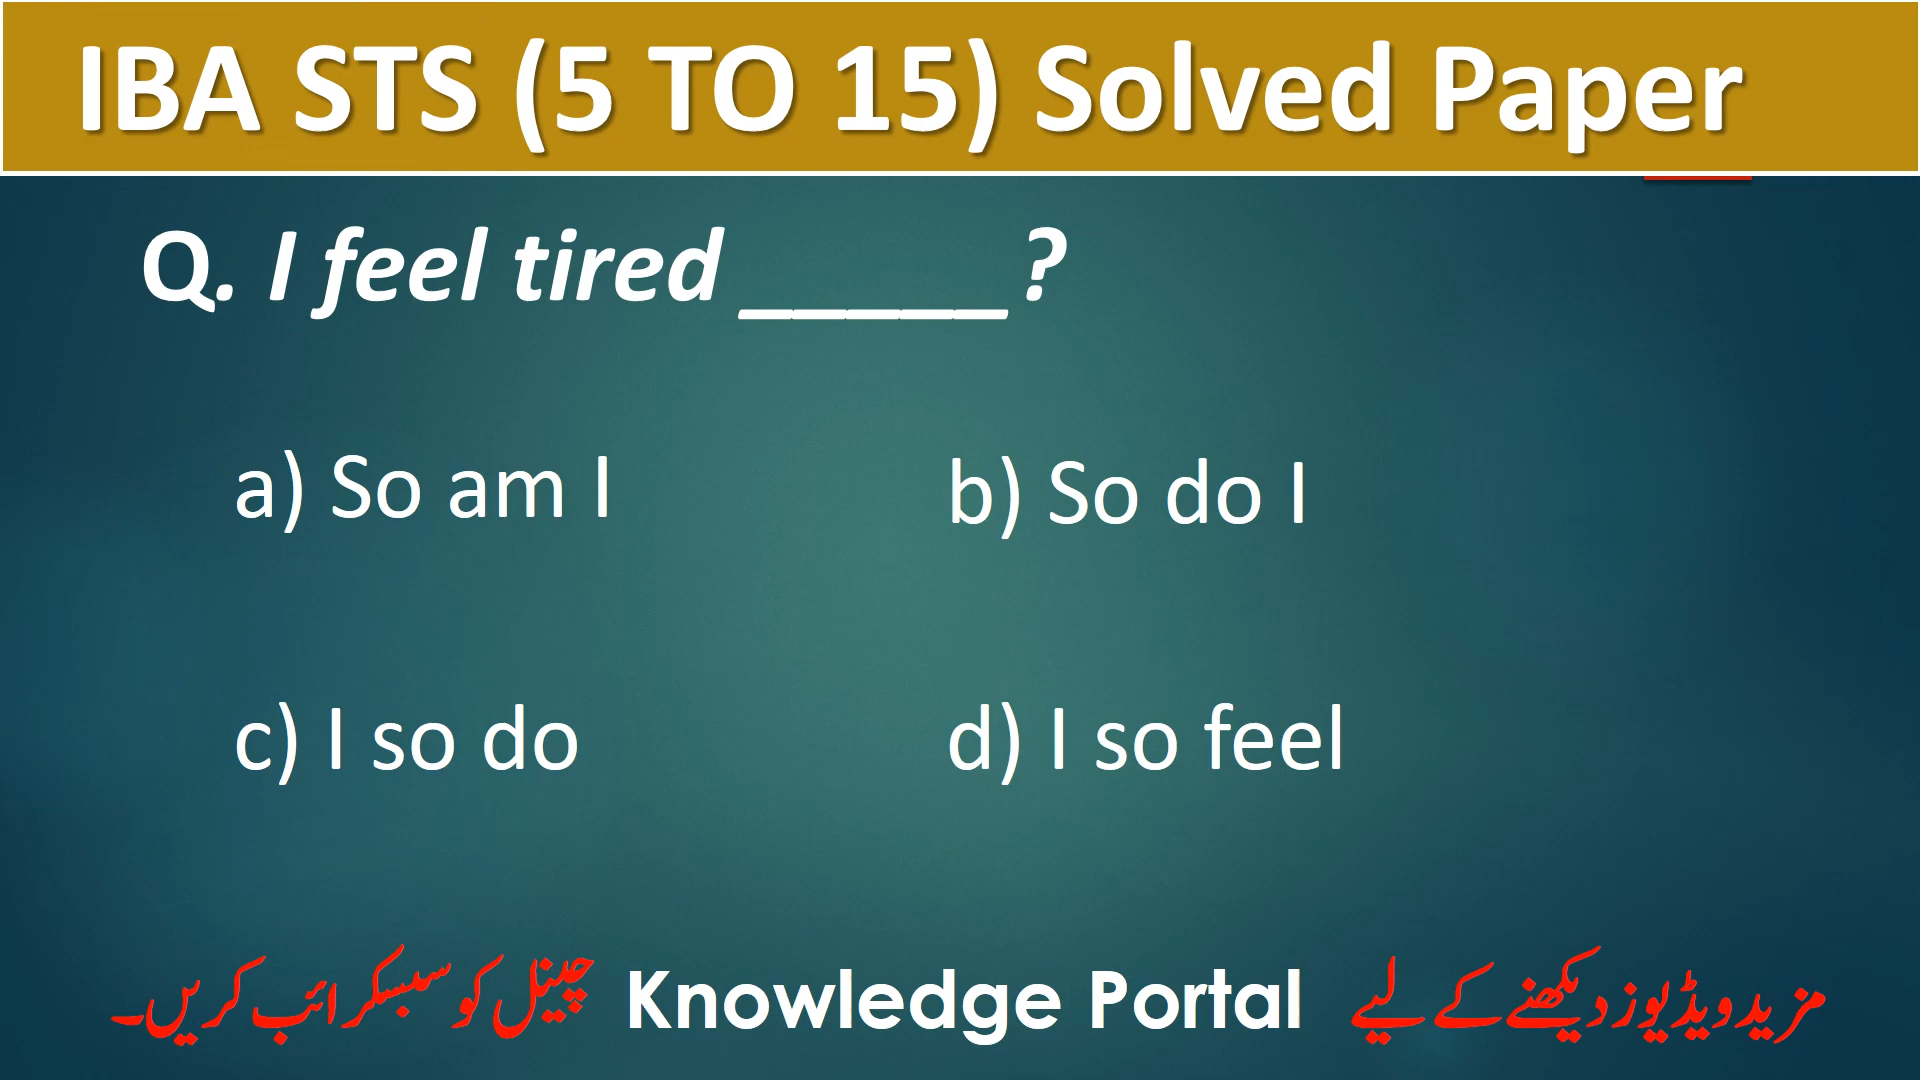 IBA STS (5 TO 15) Solved Paper
Q. I feel tired _____?
a) So am I
b) So do I
c) I so do
d) I so feel
مزید ویڈیوز دیکھنے کے لیے Knowledge Portal چینل کو سبسکرائب کریں۔